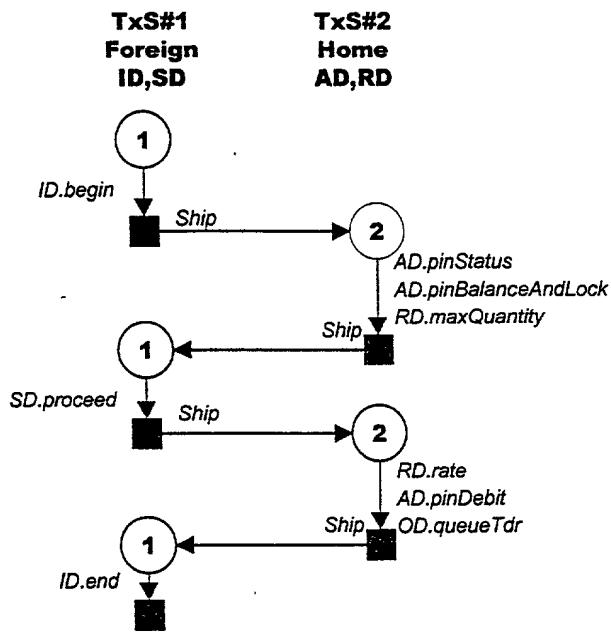 TxS#1 TxS#2
Foreign Home
ID,SD AD,RD
1
ID.begin
Ship
2
AD.pinStatus
AD.pinBalanceAndLock
Ship RD.maxQuantity
1
SD.proceed
Ship
2
RD.rate
AD.pinDebit
Ship OD.queueTdr
1
ID.end